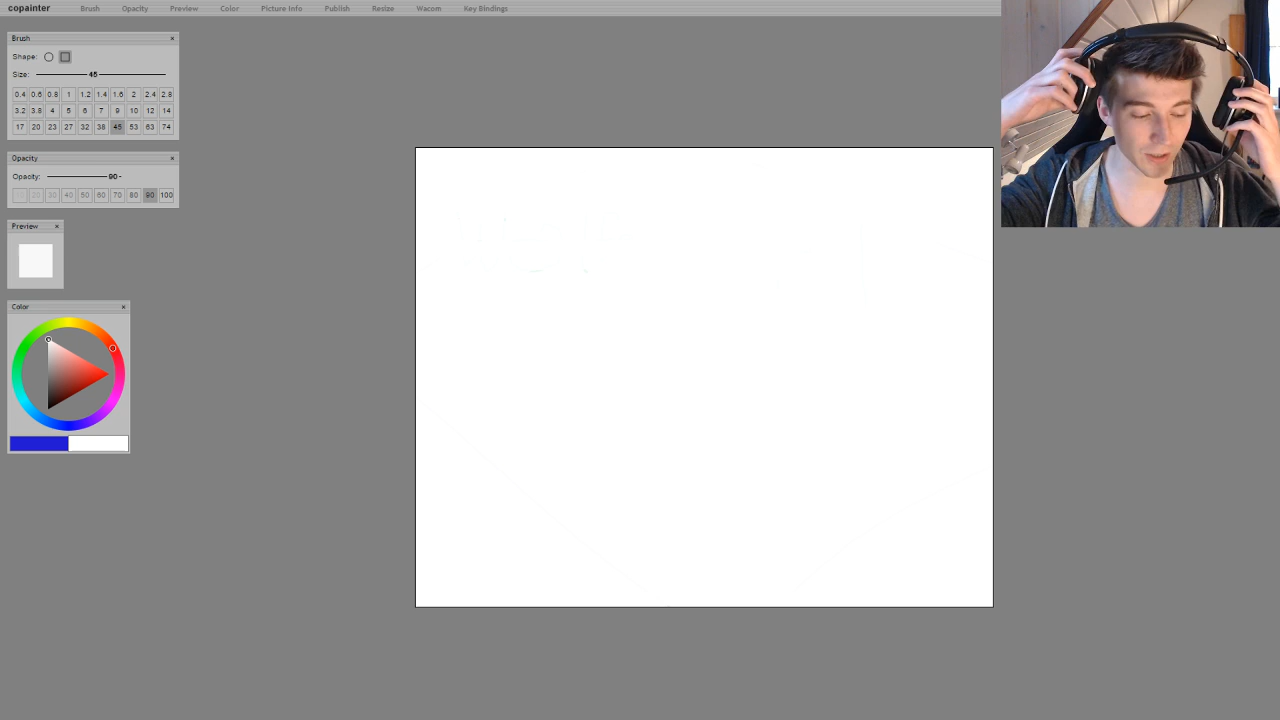 copainter Brush Opacity Preview Color Picture Info Publish Resize Wacom Key Bindings
Brush ×
Shape:
Size: 45
0.4 0.6 0.8 1 1.2 1.4 1.6 2 2.4 2.8
3.2 3.8 4 5 6 7 9 10 12 14
17 20 23 27 32 38 45 53 63 74
Opacity ×
Opacity: 90
20 30 40 50 60 70 80 90 100
Preview ×
Color ×